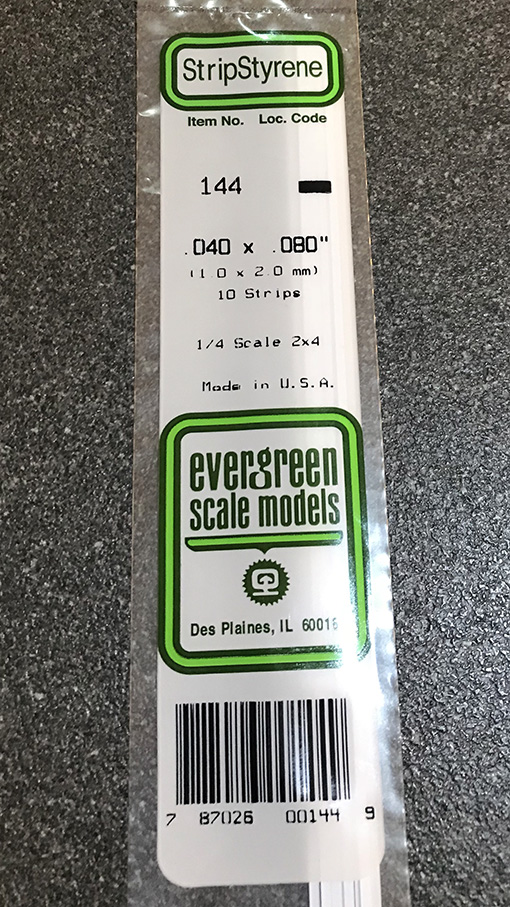 StripStyrene
Item No. Loc. Code
144
.040 x .080"
(1.0 x 2.0 mm)
10 Strips
1/4 Scale 2x4
Made in U.S.A.
evergreen
scale models
Des Plaines, IL 60018
7 87026 00144 9